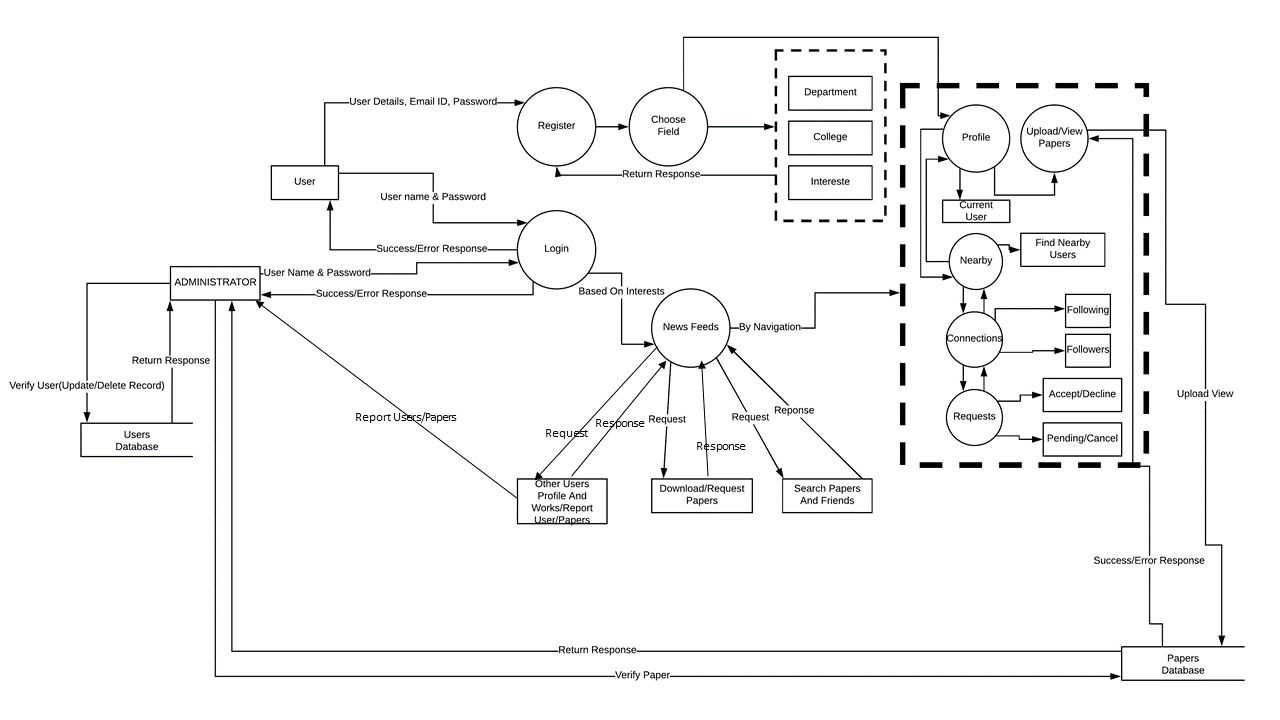 Department
User Details, Email ID, Password
Register
Choose
Field
College
Profile
Upload/View
Papers
Return Response
User
Intereste
User name & Password
Current
User
Success/Error Response
Login
Find Nearby
Users
Nearby
User Name & Password
ADMINISTRATOR
Success/Error Response
Based On Interests
Following
News Feeds
By Navigation
Connections
Followers
Return Response
Verify User(Update/Delete Record)
Accept/Decline
Upload View
Report Users/Papers
Request
Response
Request
Request
Reponse
Requests
Users
Database
Response
Pending/Cancel
Other Users
Profile And
Works/Report
User/Papers
Download/Request
Papers
Search Papers
And Friends
Success/Error Response
Return Response
Papers
Database
Verify Paper